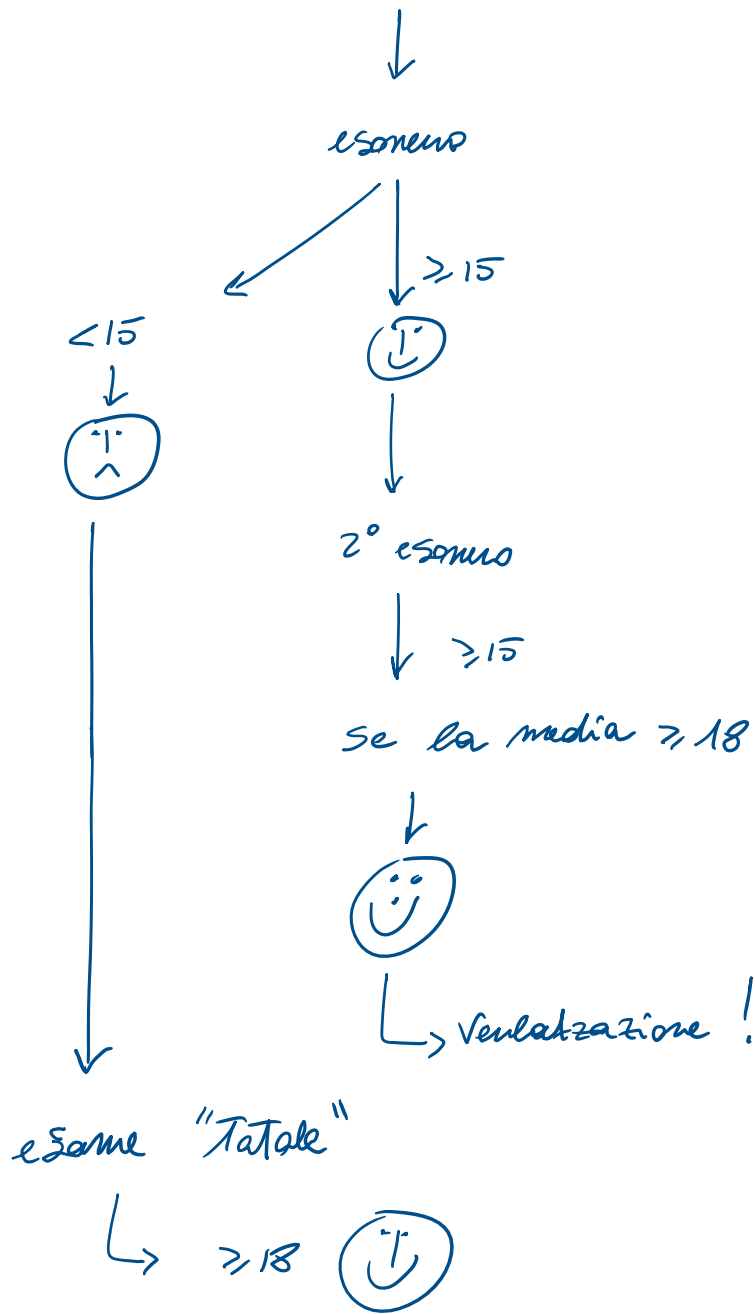 esonero
≥15
<15
2° esonero
≥15
se la media ≥18
Verbalizzazione !
esame "Totale"
≥18